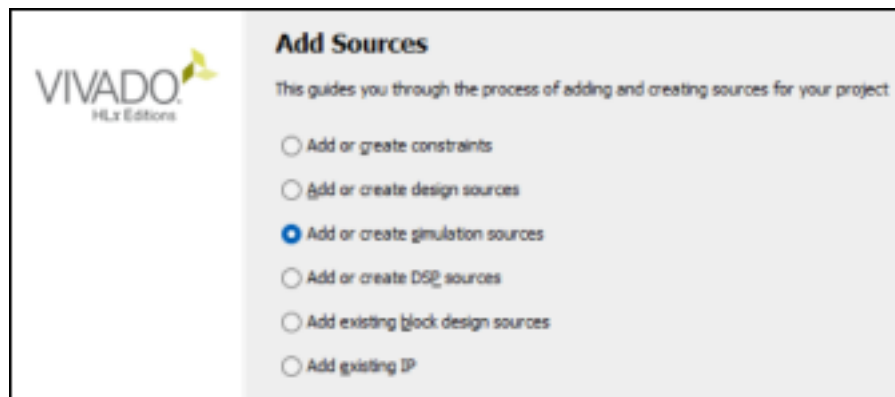 VIVADO.
HLx Editions
Add Sources
This guides you through the process of adding and creating sources for your project
Add or create constraints
Add or create design sources
Add or create simulation sources
Add or create DSP sources
Add existing block design sources
Add existing IP